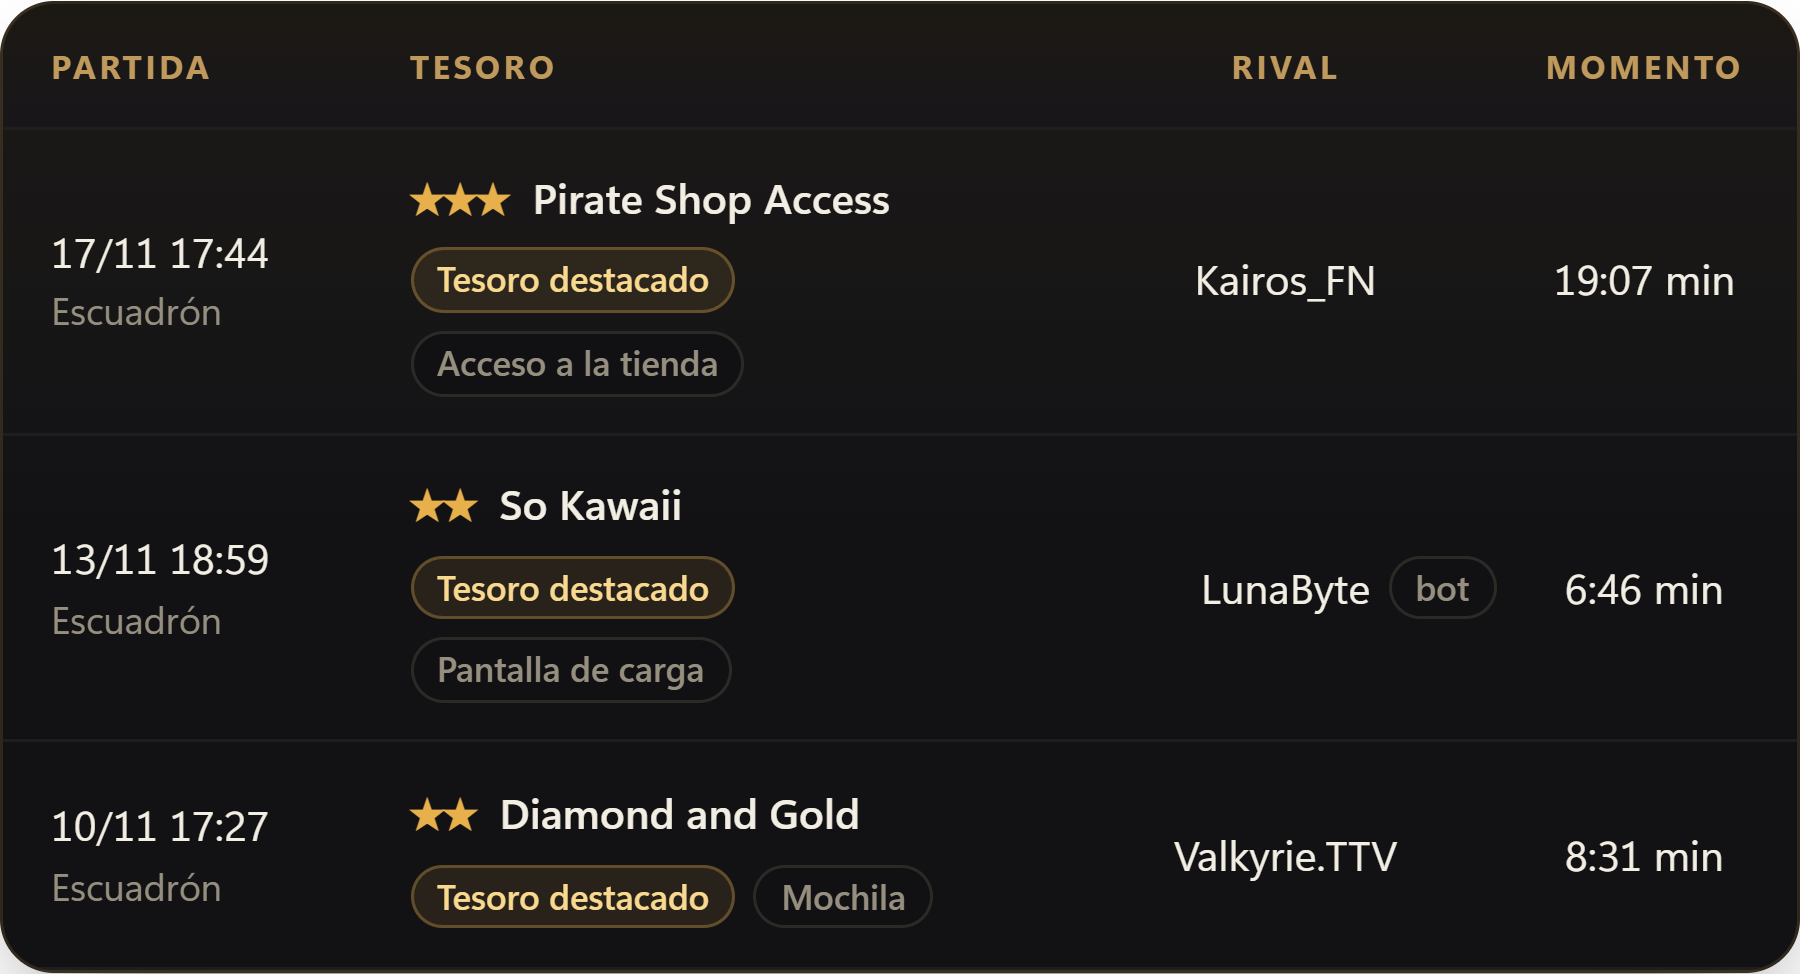 PARTIDA TESORO RIVAL MOMENTO
17/11 17:44
Escuadrón
★★★ Pirate Shop Access
Tesoro destacado
Acceso a la tienda
Kairos_FN
19:07 min
13/11 18:59
Escuadrón
★★ So Kawaii
Tesoro destacado
Pantalla de carga
LunaByte bot
6:46 min
10/11 17:27
Escuadrón
★★ Diamond and Gold
Tesoro destacado Mochila
Valkyrie.TTV
8:31 min